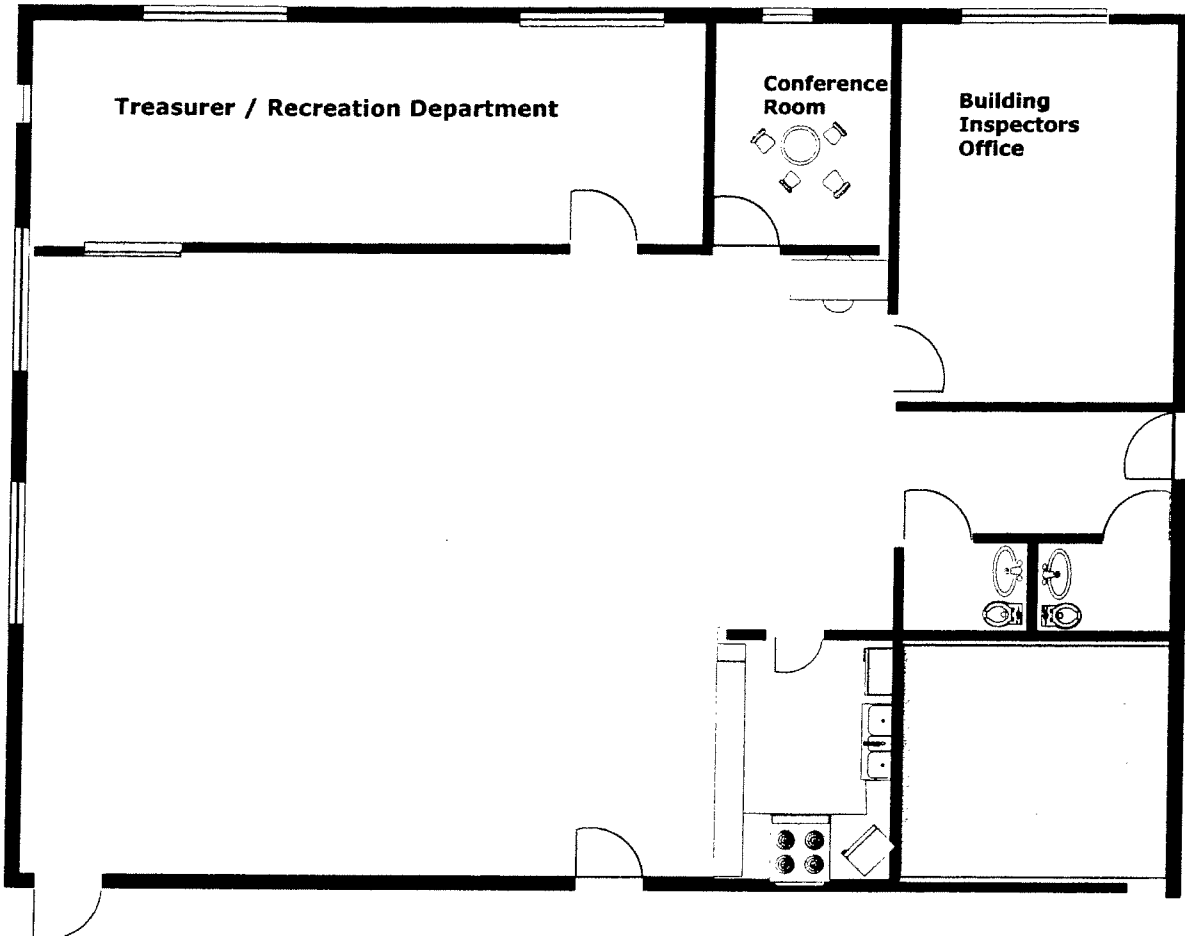 Treasurer / Recreation Department
Conference
Room
Building
Inspectors
Office